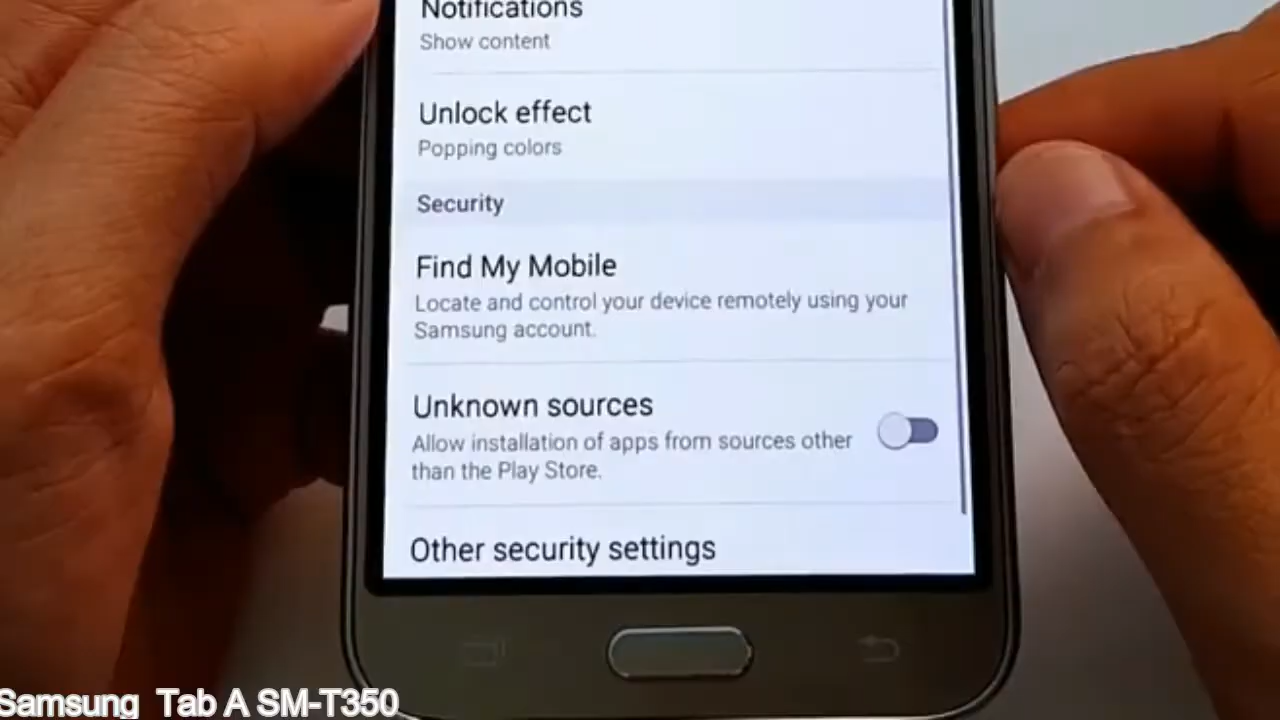 Notifications
Show content
Unlock effect
Popping colors
Security
Find My Mobile
Locate and control your device remotely using your
Samsung account.
Unknown sources
Allow installation of apps from sources other
than the Play Store.
Other security settings
Samsung Tab A SM-T350